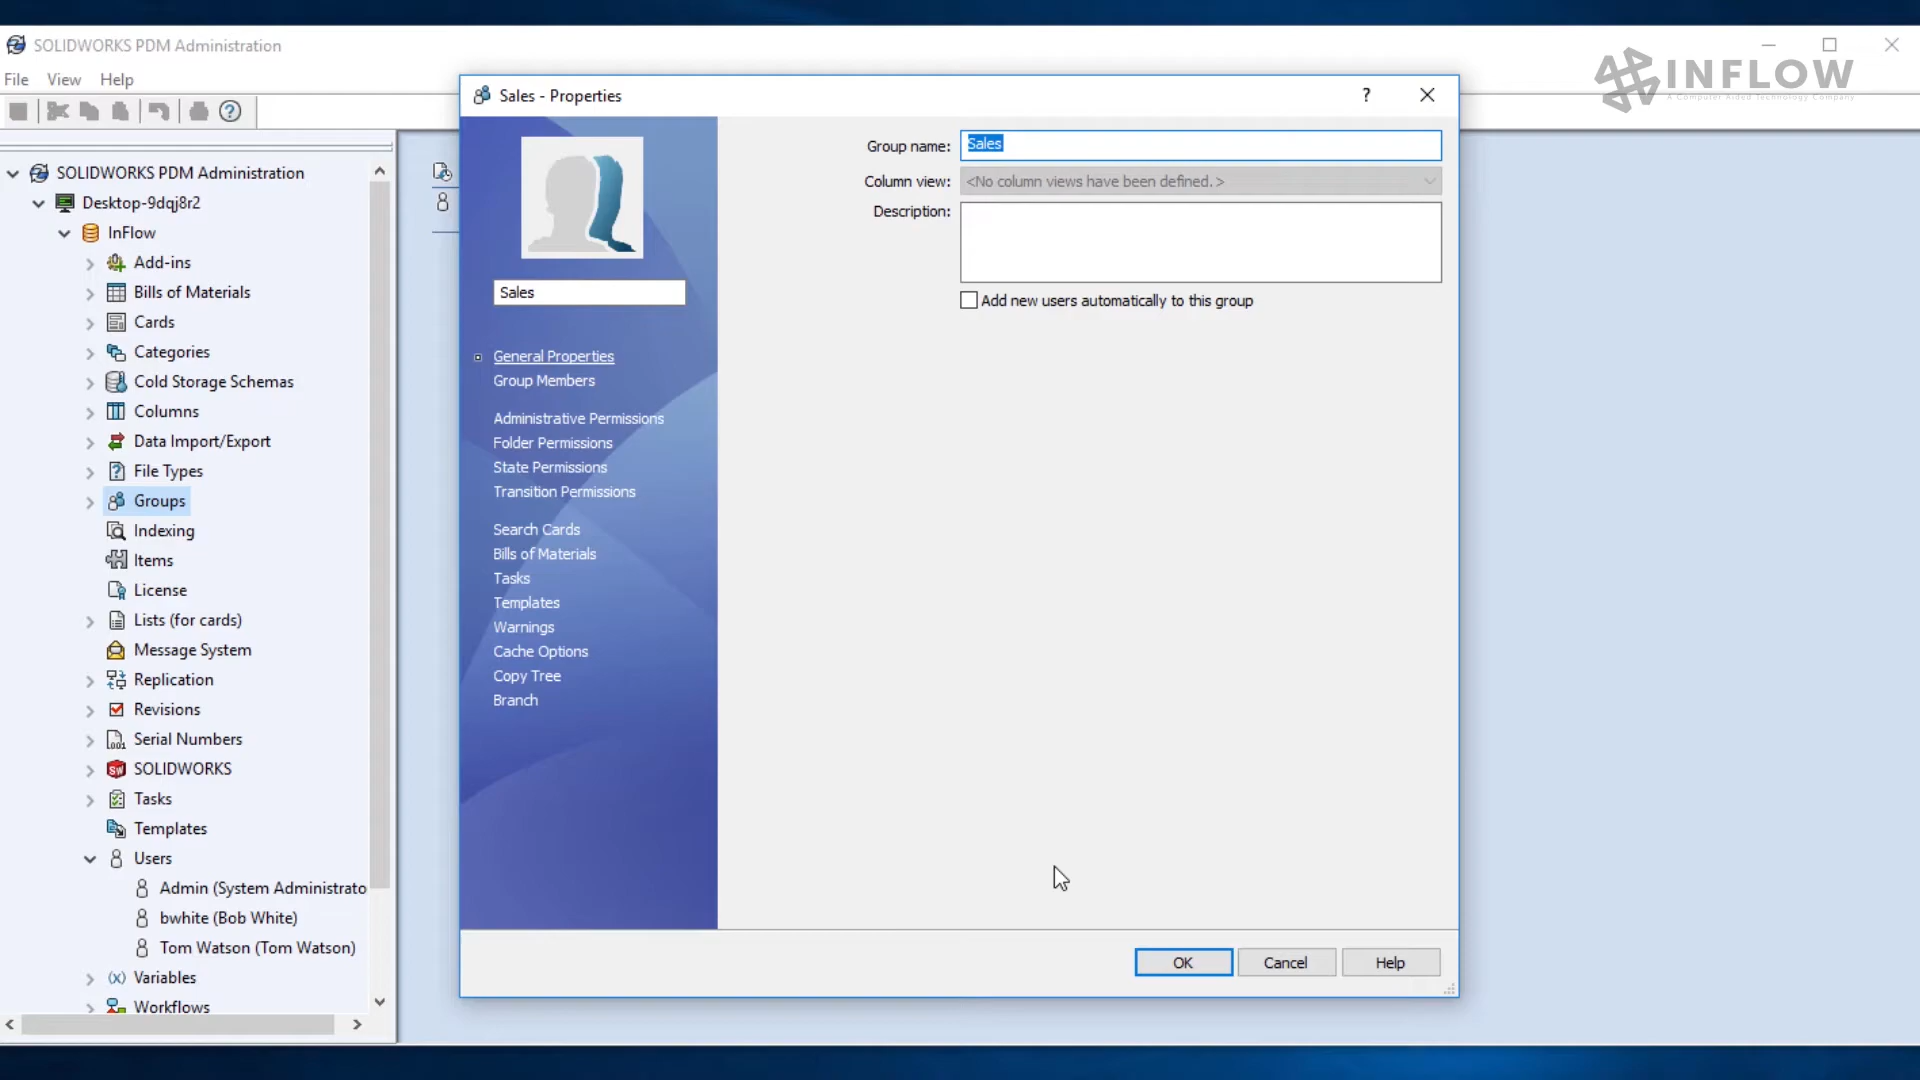 SOLIDWORKS PDM Administration
File View Help
INFLOW
A Computer Aided Technology Company
SOLIDWORKS PDM Administration
Desktop-9dqj8r2
InFlow
Add-ins
Bills of Materials
Cards
Categories
Cold Storage Schemas
Columns
Data Import/Export
File Types
Groups
Indexing
Items
License
Lists (for cards)
Message System
Replication
Revisions
Serial Numbers
SOLIDWORKS
Tasks
Templates
Users
Admin (System Administrato
bwhite (Bob White)
Tom Watson (Tom Watson)
Variables
Workflows
Sales - Properties
Sales
General Properties
Group Members
Administrative Permissions
Folder Permissions
State Permissions
Transition Permissions
Search Cards
Bills of Materials
Tasks
Templates
Warnings
Cache Options
Copy Tree
Branch
Group name: Sales
Column view: <No column views have been defined. >
Description:
Add new users automatically to this group
OK Cancel Help